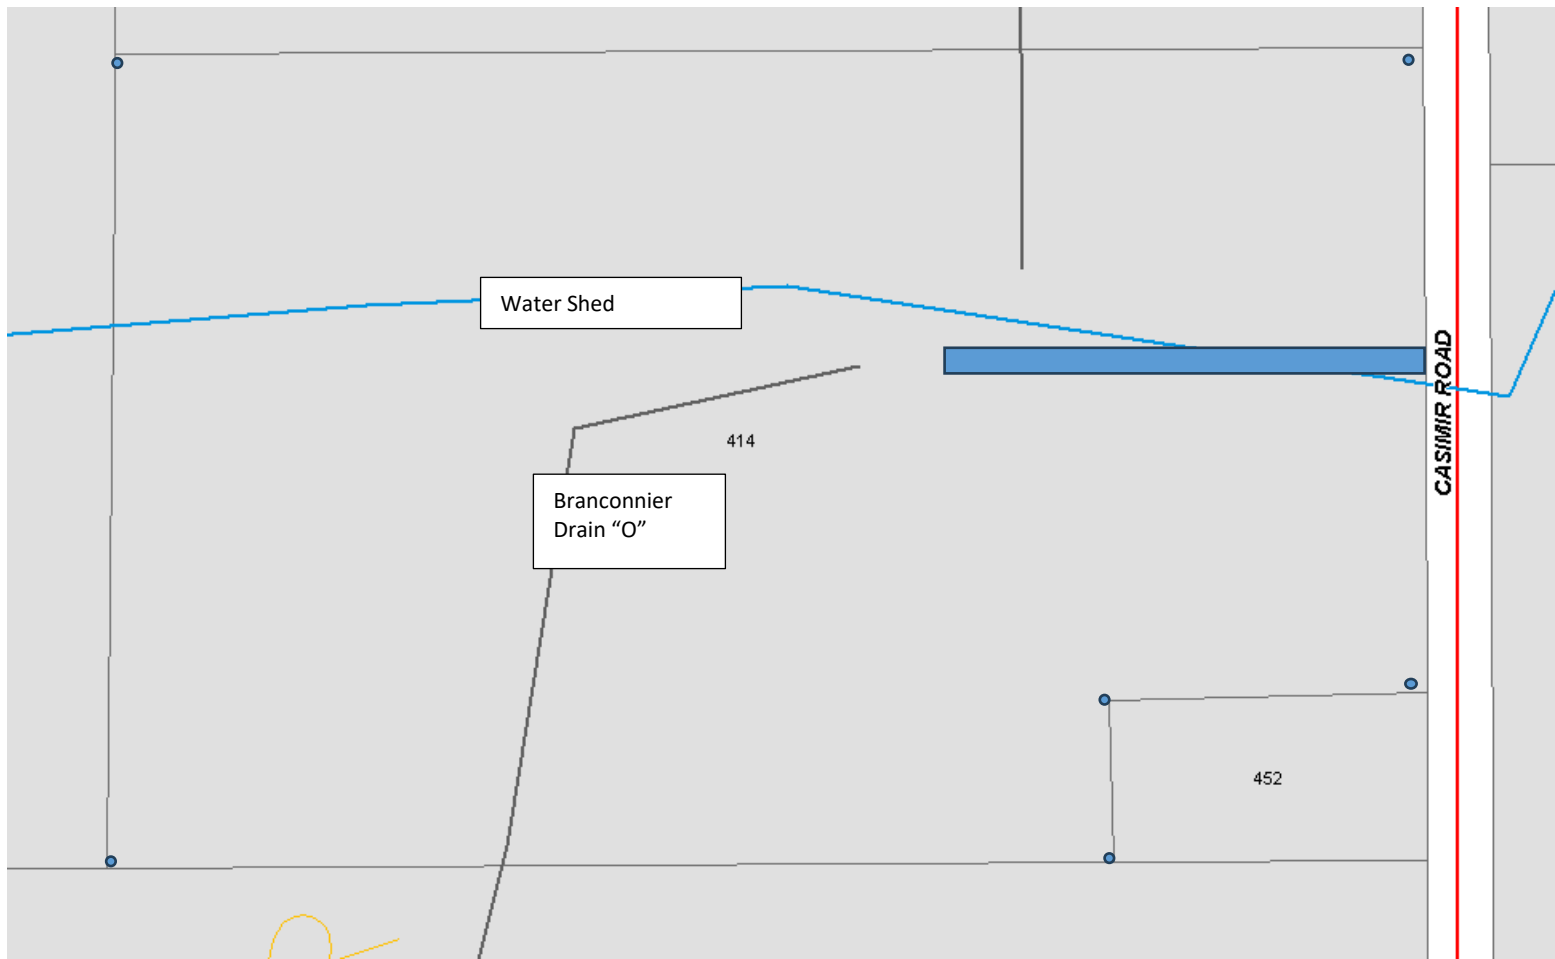 Water Shed
CASIMIR ROAD
414
Branconnier
Drain “O”
452